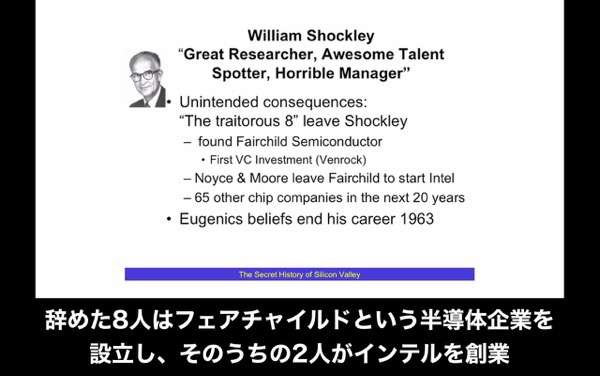 William Shockley
“Great Researcher, Awesome Talent
Spotter, Horrible Manager”
• Unintended consequences:
“The traitorous 8” leave Shockley
– found Fairchild Semiconductor
• First VC Investment (Venrock)
– Noyce & Moore leave Fairchild to start Intel
– 65 other chip companies in the next 20 years
• Eugenics beliefs end his career 1963
The Secret History of Silicon Valley
辞めた8人はフェアチャイルドという半導体企業を
設立し、そのうちの2人がインテルを創業